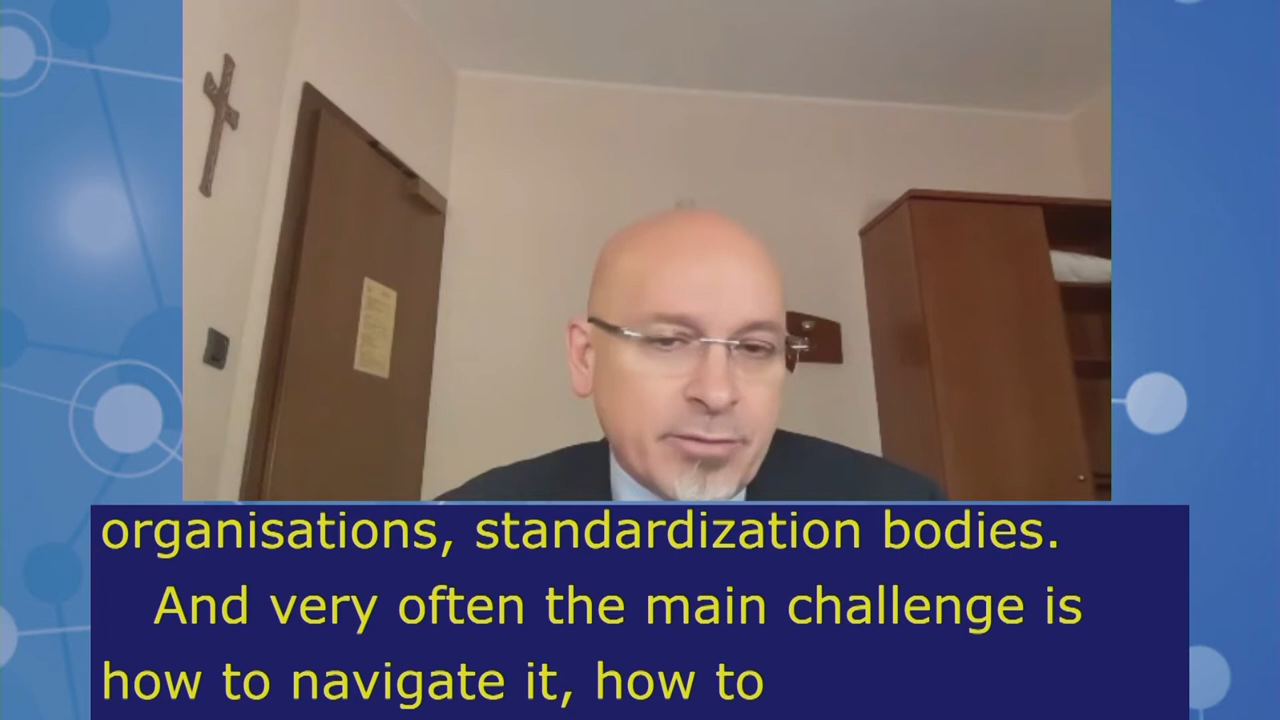 organisations, standardization bodies.
And very often the main challenge is
how to navigate it, how to